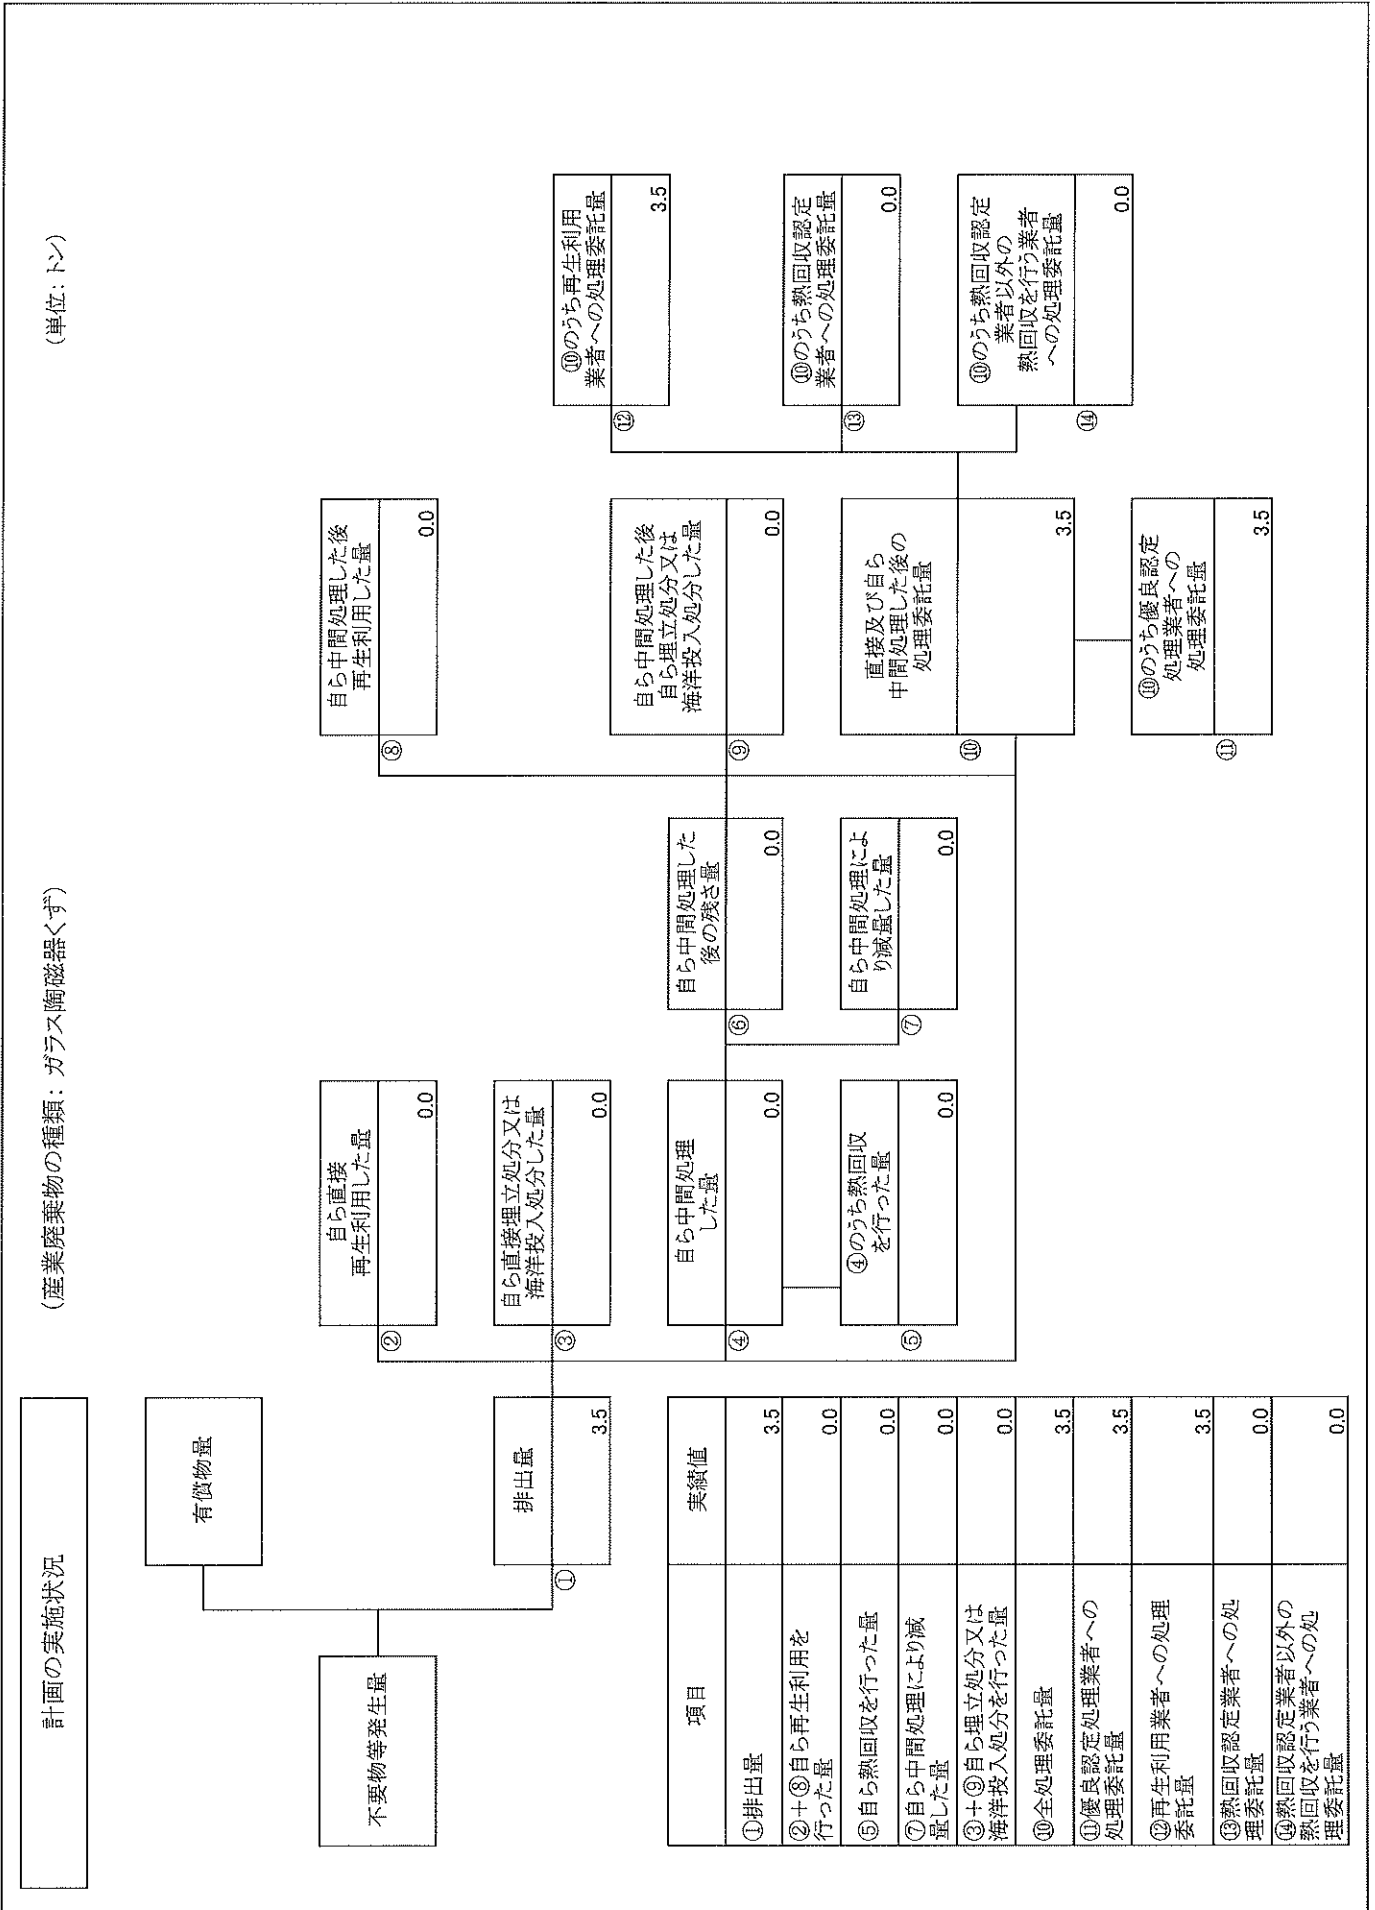 計画の実施状況
(産業廃棄物の種類: ガラス陶磁器くず)
(単位: トン)
不要物等発生量
有償物量
①
排出量
3.5
②
自ら直接
再生利用した量
0.0
③
自ら直接埋立処分又は
海洋投入処分した量
0.0
④
自ら中間処理
した量
0.0
⑤
④のうち熱回収
を行った量
0.0
⑥
自ら中間処理した
後の残さ量
0.0
⑦
自ら中間処理によ
り減量した量
0.0
⑧
自ら中間処理した後
再生利用した量
0.0
⑨
自ら中間処理した後
自ら埋立処分又は
海洋投入処分した量
0.0
⑩
直接及び自ら
中間処理した後の
処理委託量
3.5
⑪
⑩のうち優良認定
処理業者への
処理委託量
3.5
⑫
⑩のうち再生利用
業者への処理委託量
3.5
⑬
⑩のうち熱回収認定
業者への処理委託量
0.0
⑭
⑩のうち熱回収認定
業者以外の
熱回収を行う業者
への処理委託量
0.0
項目
実績値
①排出量
3.5
②+⑧自ら再生利用を
行った量
0.0
⑤自ら熱回収を行った量
0.0
⑦自ら中間処理により減
量した量
0.0
③+⑨自ら埋立処分又は
海洋投入処分を行った量
0.0
⑩全処理委託量
3.5
⑪優良認定処理業者への
処理委託量
3.5
⑫再生利用業者への処理
委託量
3.5
⑬熱回収認定業者への処
理委託量
0.0
⑭熱回収認定業者以外の
熱回収を行う業者への処
理委託量
0.0